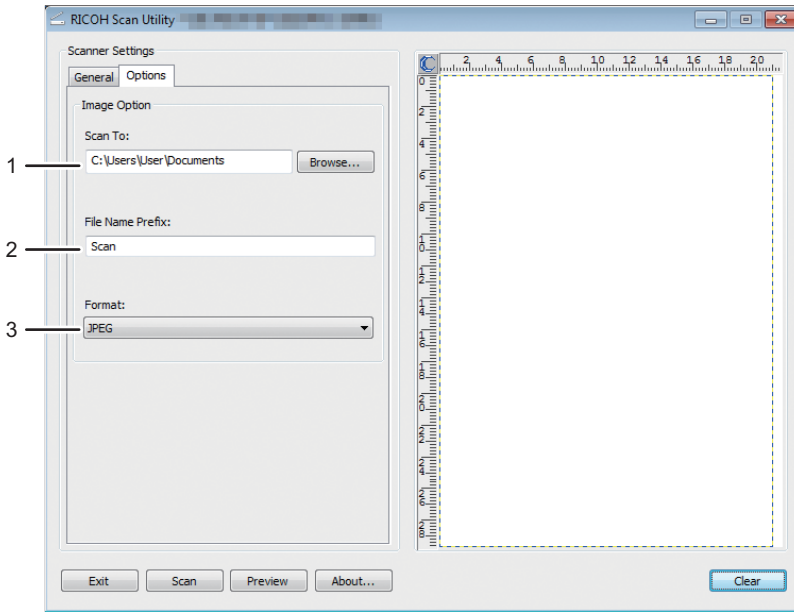 RICOH Scan Utility
Scanner Settings
General Options
Image Option
Scan To:
1
C:\Users\User\Documents Browse...
File Name Prefix:
2
Scan
Format:
3
JPEG
Exit Scan Preview About... Clear
2 4 6 8 10 12 14 16 18 20
0
2
4
6
8
10
12
14
16
18
20
22
24
26
28